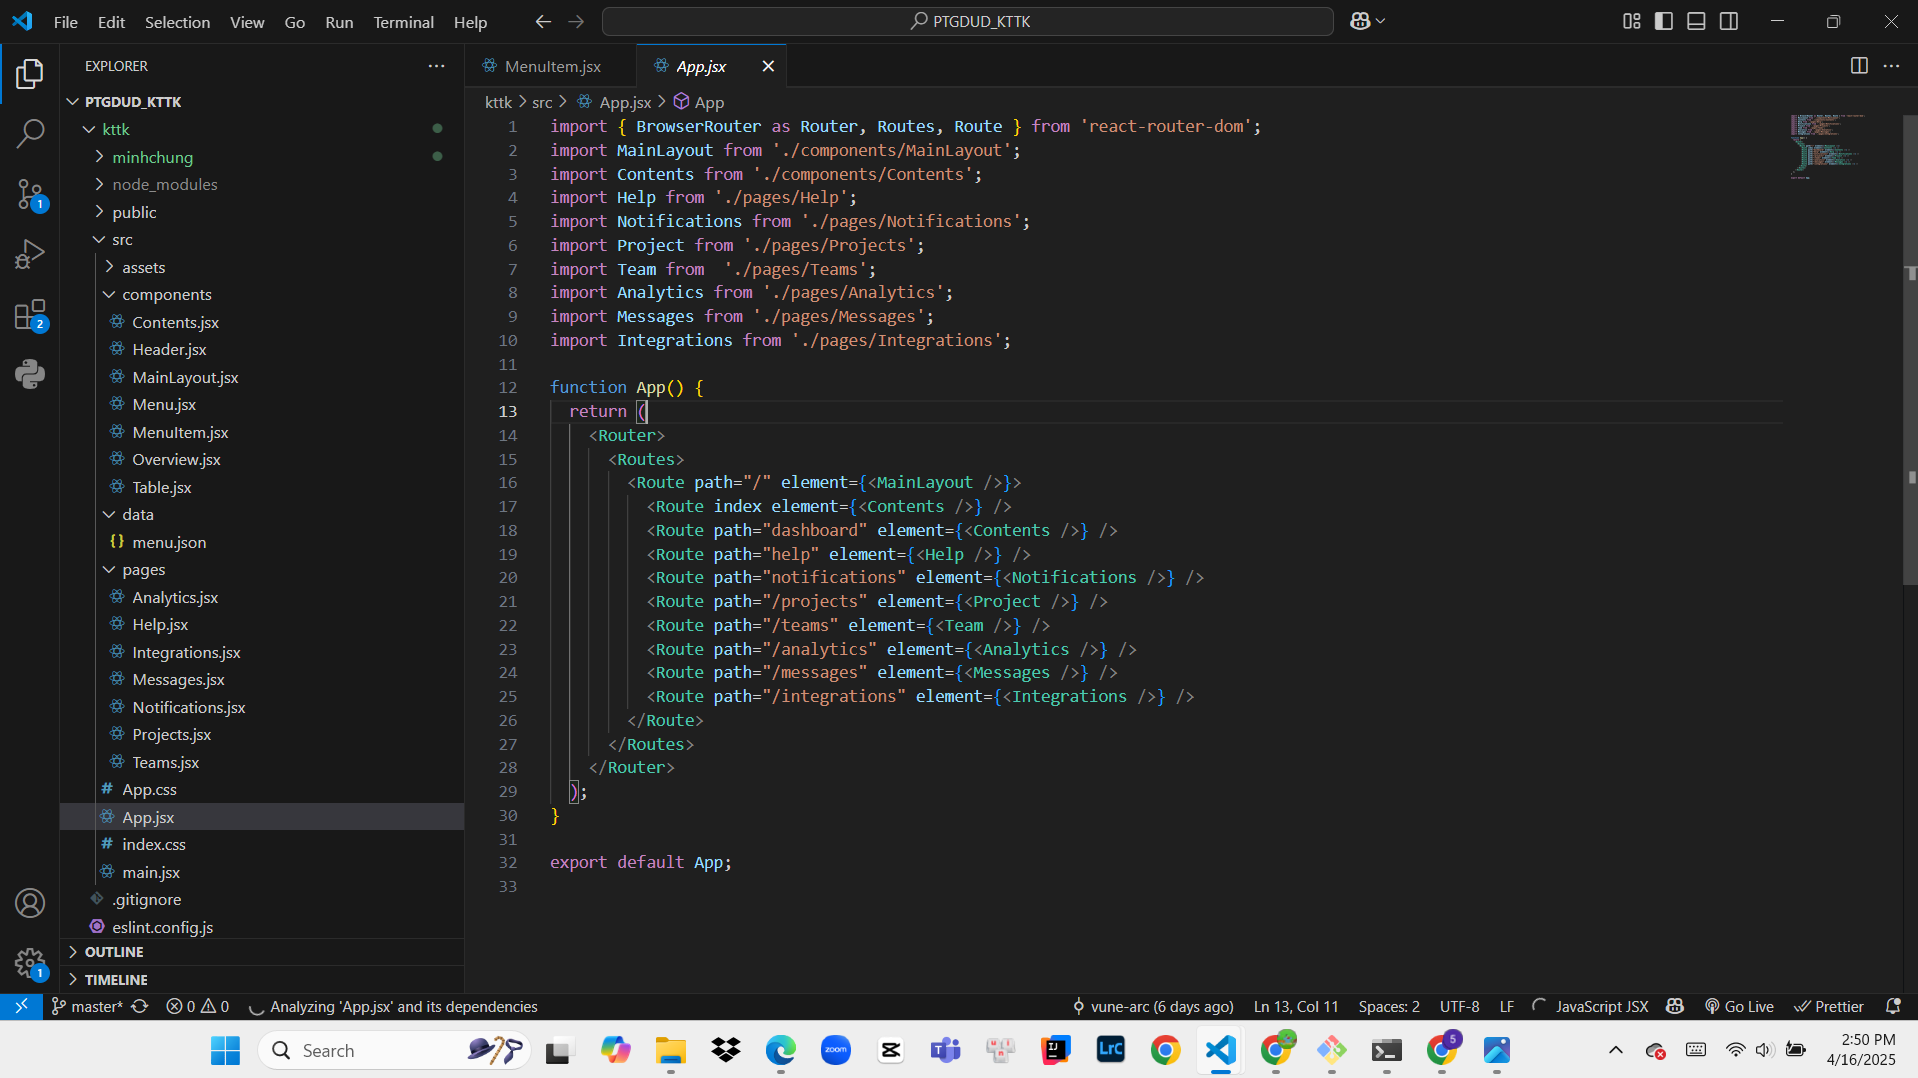 File Edit Selection View Go Run Terminal Help
PTGDUD_KTTK
EXPLORER
PTGDUD_KTTK
kttk
minhchung
node_modules
public
src
assets
components
Contents.jsx
Header.jsx
MainLayout.jsx
Menu.jsx
MenuItem.jsx
Overview.jsx
Table.jsx
data
{} menu.json
pages
Analytics.jsx
Help.jsx
Integrations.jsx
Messages.jsx
Notifications.jsx
Projects.jsx
Teams.jsx
# App.css
App.jsx
# index.css
main.jsx
.gitignore
eslint.config.js
OUTLINE
TIMELINE
1
2
1
MenuItem.jsx App.jsx
kttk > src > App.jsx > App
1 import { BrowserRouter as Router, Routes, Route } from 'react-router-dom';
2 import MainLayout from './components/MainLayout';
3 import Contents from './components/Contents';
4 import Help from './pages/Help';
5 import Notifications from './pages/Notifications';
6 import Project from './pages/Projects';
7 import Team from  './pages/Teams';
8 import Analytics from './pages/Analytics';
9 import Messages from './pages/Messages';
10 import Integrations from './pages/Integrations';
11
12 function App() {
13 return (
14 <Router>
15 <Routes>
16 <Route path="/" element={<MainLayout />}>
17 <Route index element={<Contents />} />
18 <Route path="dashboard" element={<Contents />} />
19 <Route path="help" element={<Help />} />
20 <Route path="notifications" element={<Notifications />} />
21 <Route path="/projects" element={<Project />} />
22 <Route path="/teams" element={<Team />} />
23 <Route path="/analytics" element={<Analytics />} />
24 <Route path="/messages" element={<Messages />} />
25 <Route path="/integrations" element={<Integrations />} />
26 </Route>
27 </Routes>
28 </Router>
29 );
30 }
31
32 export default App;
33
master* 0 0 Analyzing 'App.jsx' and its dependencies vune-arc (6 days ago) Ln 13, Col 11 Spaces: 2 UTF-8 LF JavaScript JSX Go Live Prettier
Search
zoom
LrC
5
2:50 PM
4/16/2025